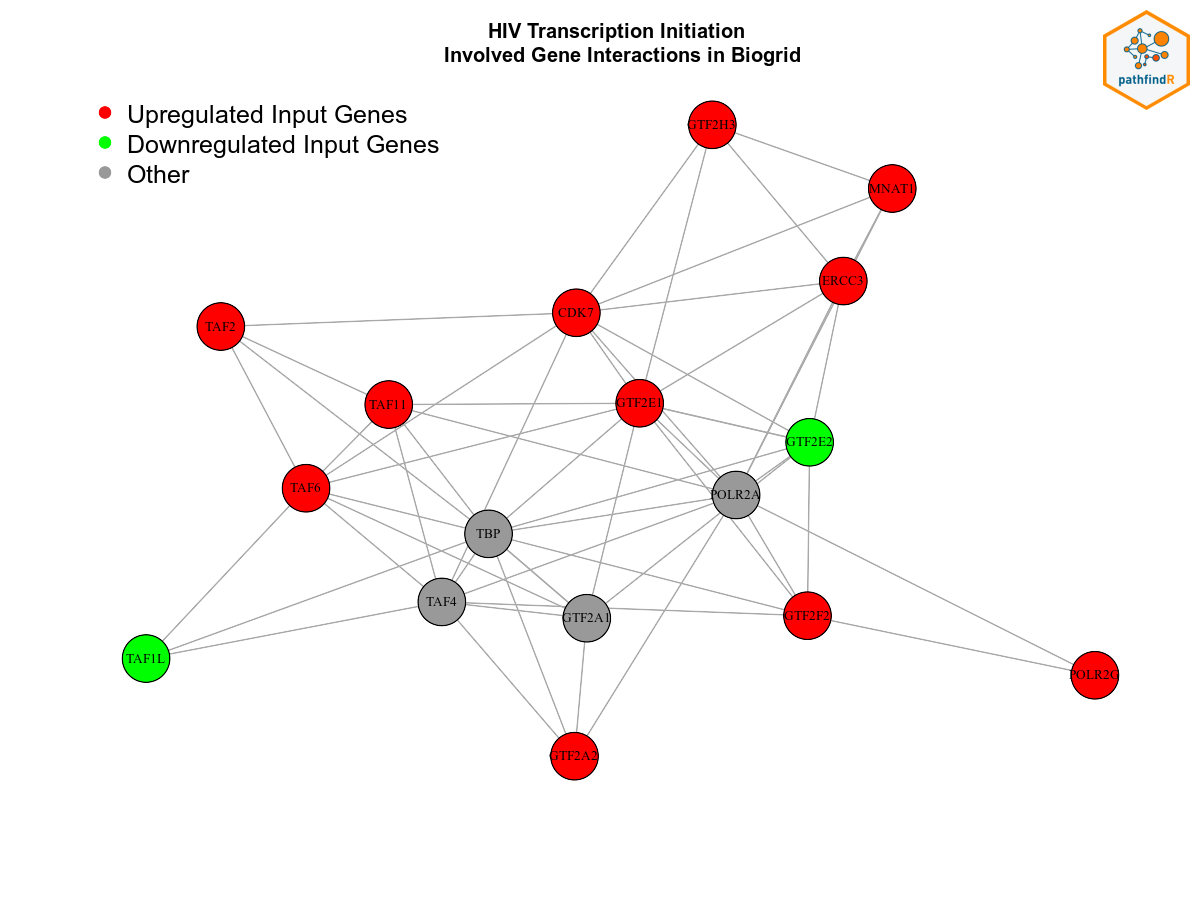 HIV Transcription Initiation
Involved Gene Interactions in Biogrid
pathfindR
Upregulated Input Genes
Downregulated Input Genes
Other
GTF2H3
MNAT1
ERCC3
CDK7
TAF2
TAF11
GTF2E1
GTF2E2
TAF6
POLR2A
TBP
TAF4
GTF2A1
GTF2F2
TAF1L
POLR2G
GTF2A2